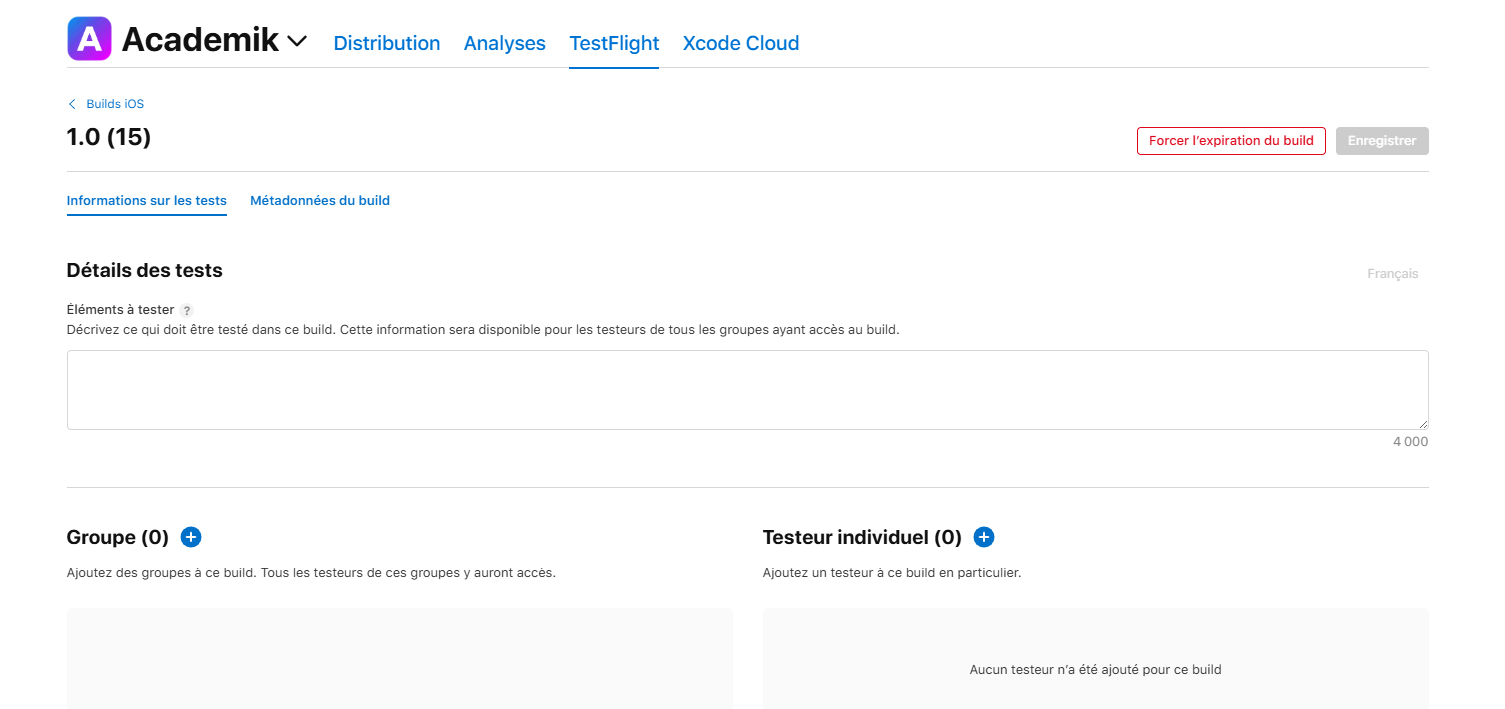 A Academik Distribution Analyses TestFlight Xcode Cloud
Builds iOS
1.0 (15)
Forcer l’expiration du build Enregistrer
Informations sur les tests Métadonnées du build
Détails des tests
Français
Éléments à tester ?
Décrivez ce qui doit être testé dans ce build. Cette information sera disponible pour les testeurs de tous les groupes ayant accès au build.
4 000
Groupe (0)
Ajoutez des groupes à ce build. Tous les testeurs de ces groupes y auront accès.
Testeur individuel (0)
Ajoutez un testeur à ce build en particulier.
Aucun testeur n’a été ajouté pour ce build